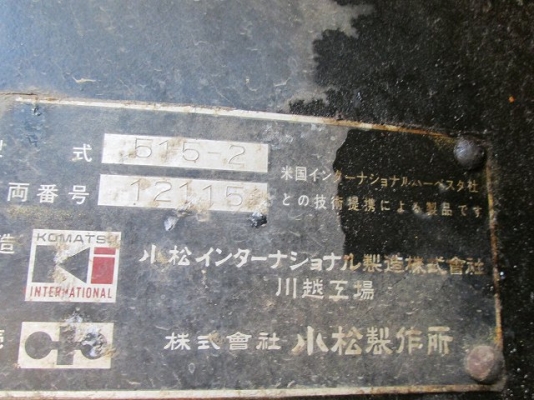 式 515-2
両番号 12115
米国インターナショナルハーベスタ社
との技術提携による製品です
造 KOMATSU
INTERNATIONAL
小松インターナショナル製造株式會社
川越工場
株式會社 小松製作所